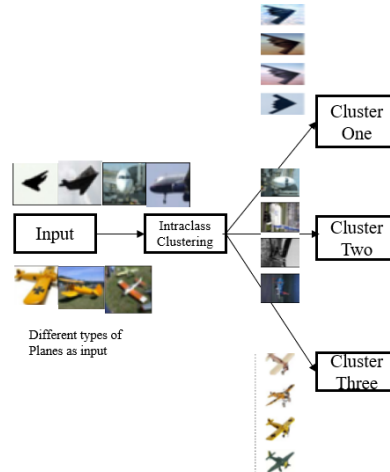 Cluster
One
Input
Intraclass
Clustering
Cluster
Two
Different types of
Planes as input
Cluster
Three